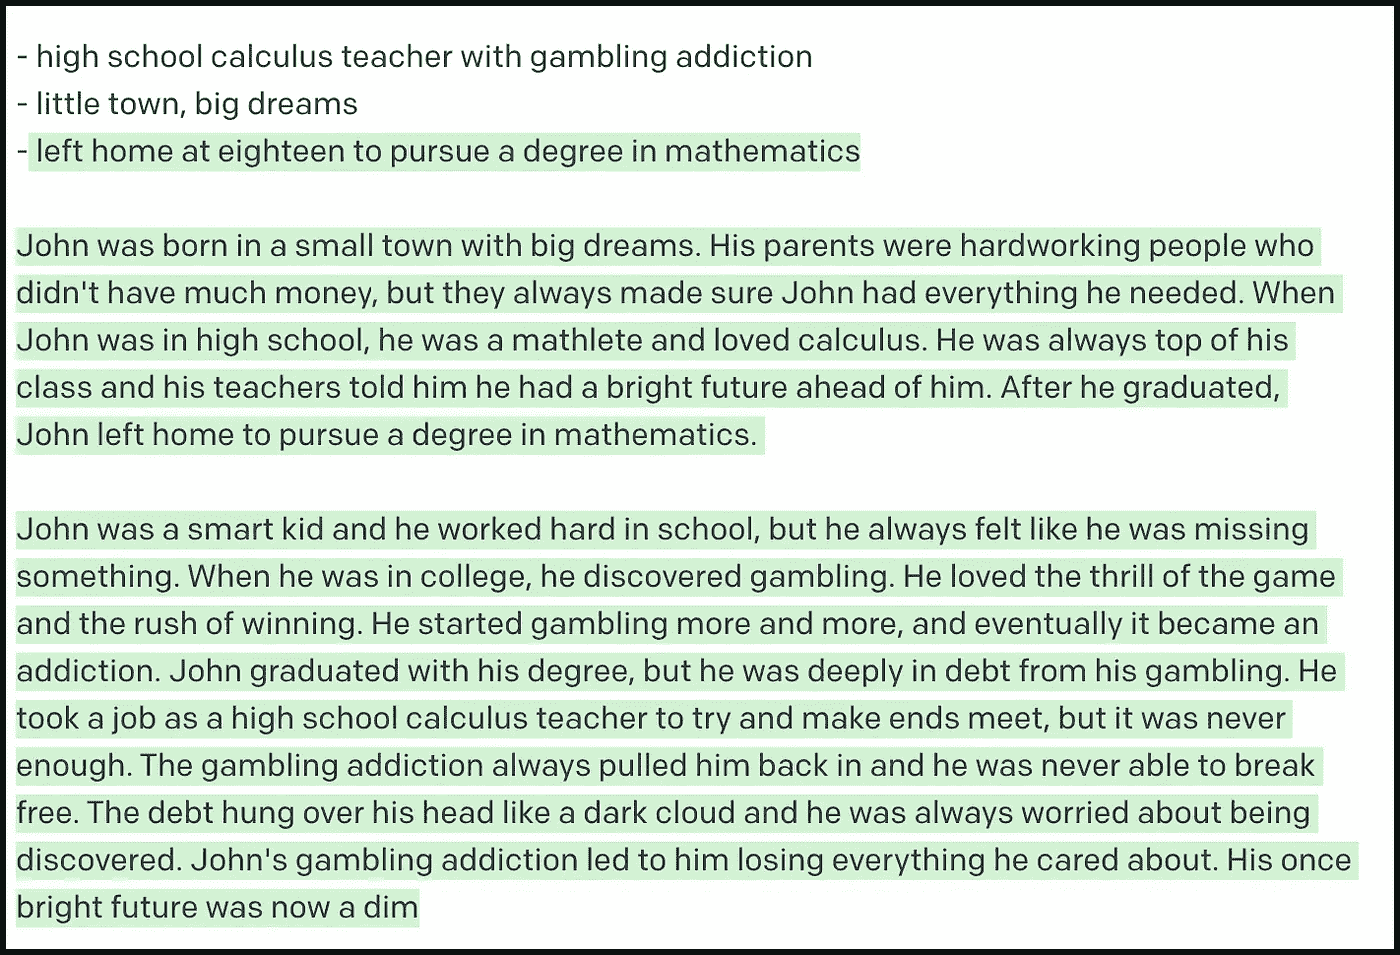 - high school calculus teacher with gambling addiction
- little town, big dreams
- left home at eighteen to pursue a degree in mathematics
John was born in a small town with big dreams. His parents were hardworking people who
didn't have much money, but they always made sure John had everything he needed. When
John was in high school, he was a mathlete and loved calculus. He was always top of his
class and his teachers told him he had a bright future ahead of him. After he graduated,
John left home to pursue a degree in mathematics.
John was a smart kid and he worked hard in school, but he always felt like he was missing
something. When he was in college, he discovered gambling. He loved the thrill of the game
and the rush of winning. He started gambling more and more, and eventually it became an
addiction. John graduated with his degree, but he was deeply in debt from his gambling. He
took a job as a high school calculus teacher to try and make ends meet, but it was never
enough. The gambling addiction always pulled him back in and he was never able to break
free. The debt hung over his head like a dark cloud and he was always worried about being
discovered. John's gambling addiction led to him losing everything he cared about. His once
bright future was now a dim